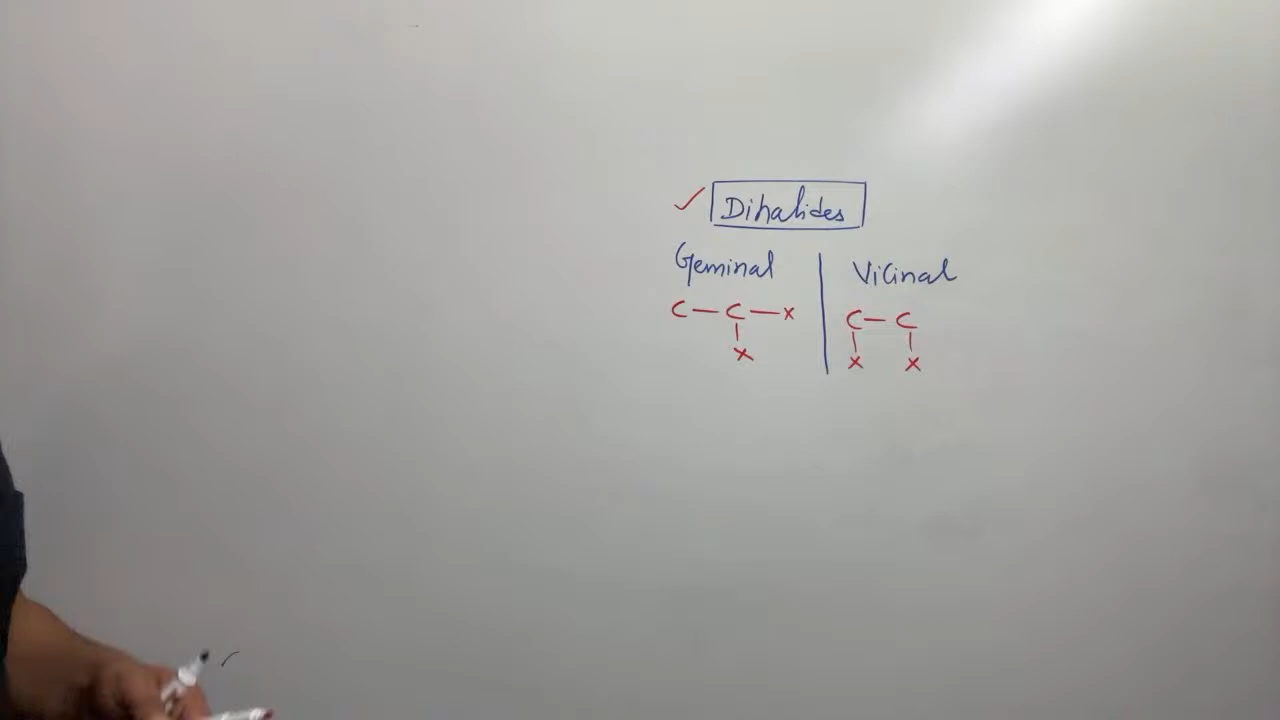 ✓ Dihalides
Geminal
C — C — x
|
x
Vicinal
C — C
| |
x x